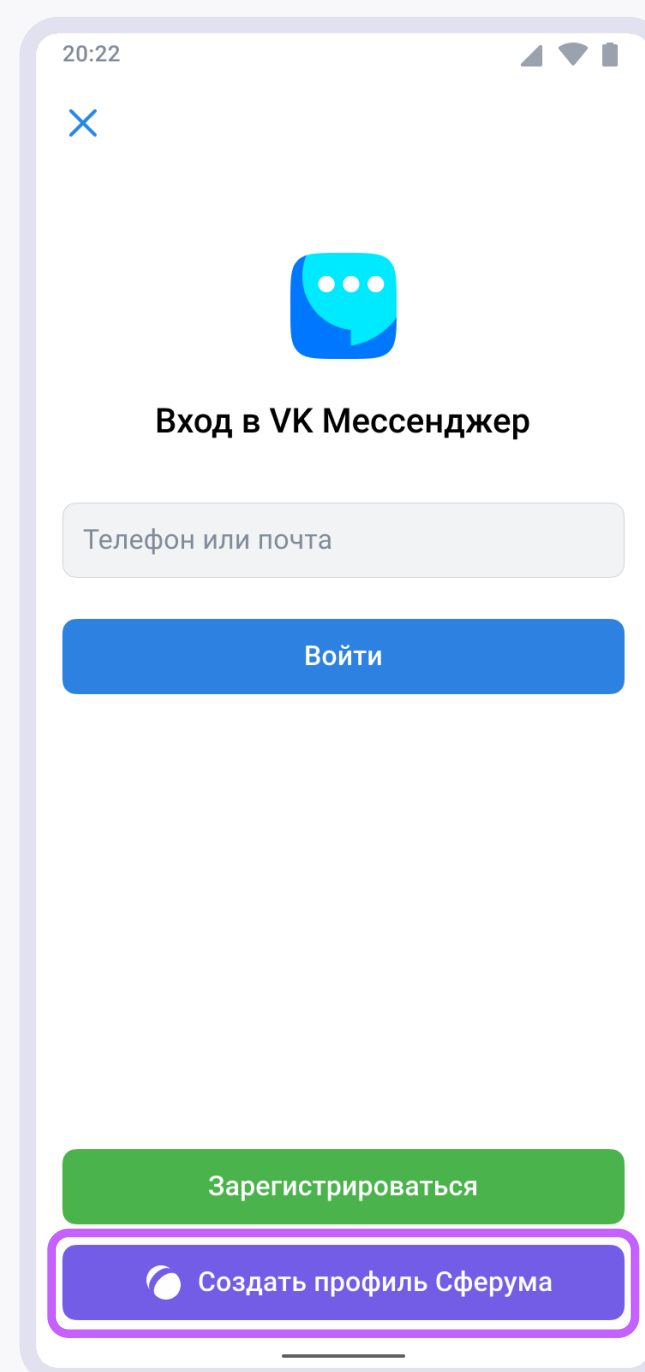 20:22
Вход в VK Мессенджер
Телефон или почта
Войти
Зарегистрироваться
Создать профиль Сферума